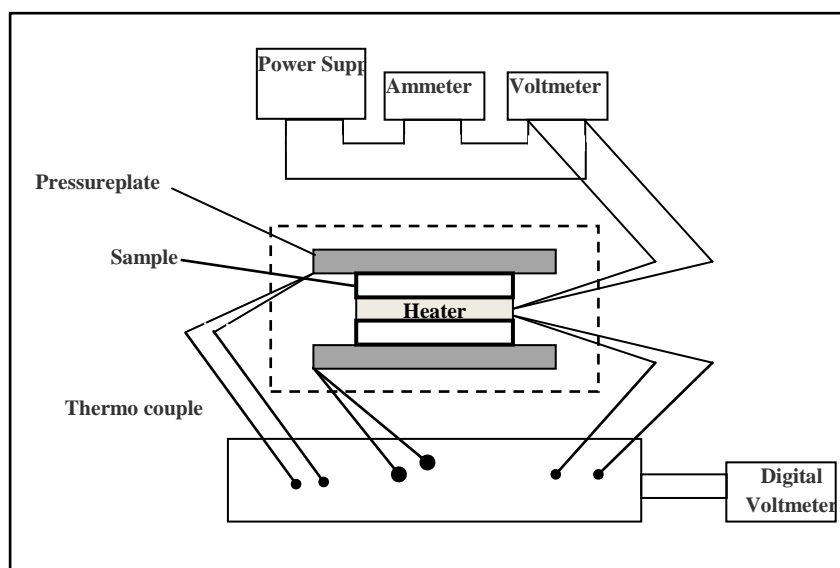 Power Supp
Ammeter
Voltmeter
Pressureplate
Sample
Heater
Thermo couple
Digital
Voltmeter